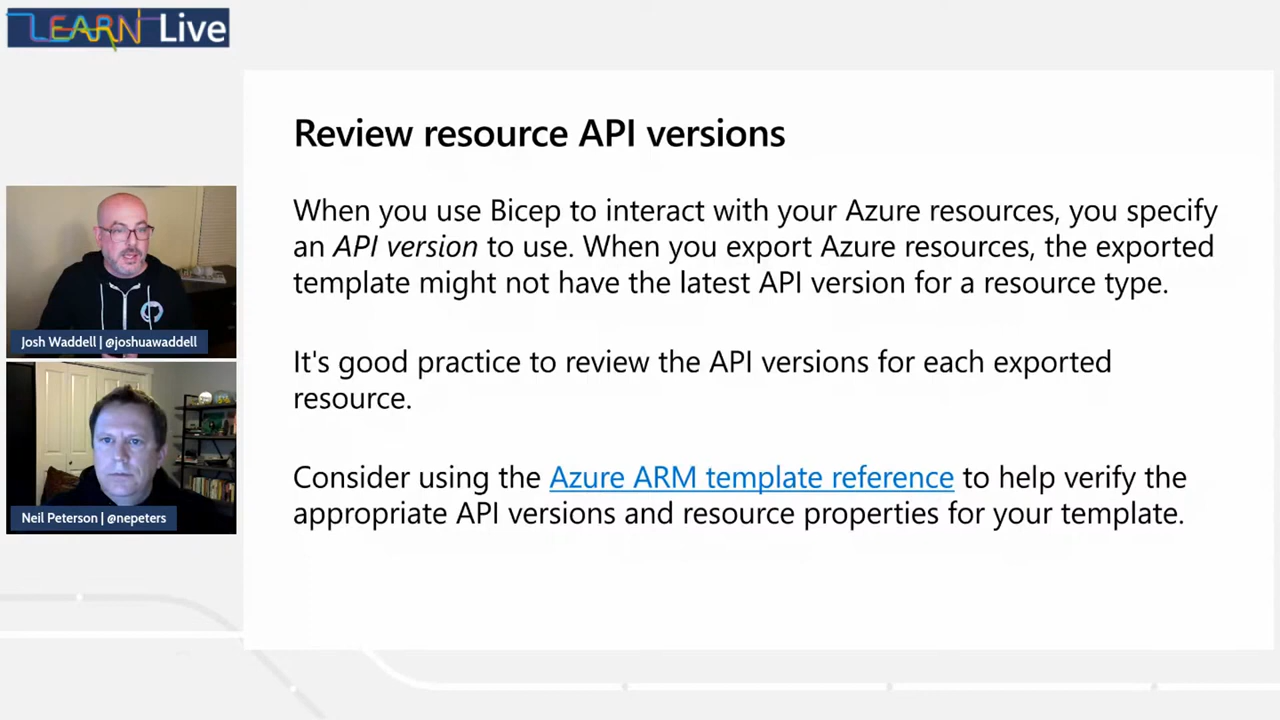 LEARN Live
Review resource API versions
When you use Bicep to interact with your Azure resources, you specify
an API version to use. When you export Azure resources, the exported
template might not have the latest API version for a resource type.
It's good practice to review the API versions for each exported
resource.
Consider using the Azure ARM template reference to help verify the
appropriate API versions and resource properties for your template.
Josh Waddell | @joshuawaddell
Neil Peterson | @nepeters